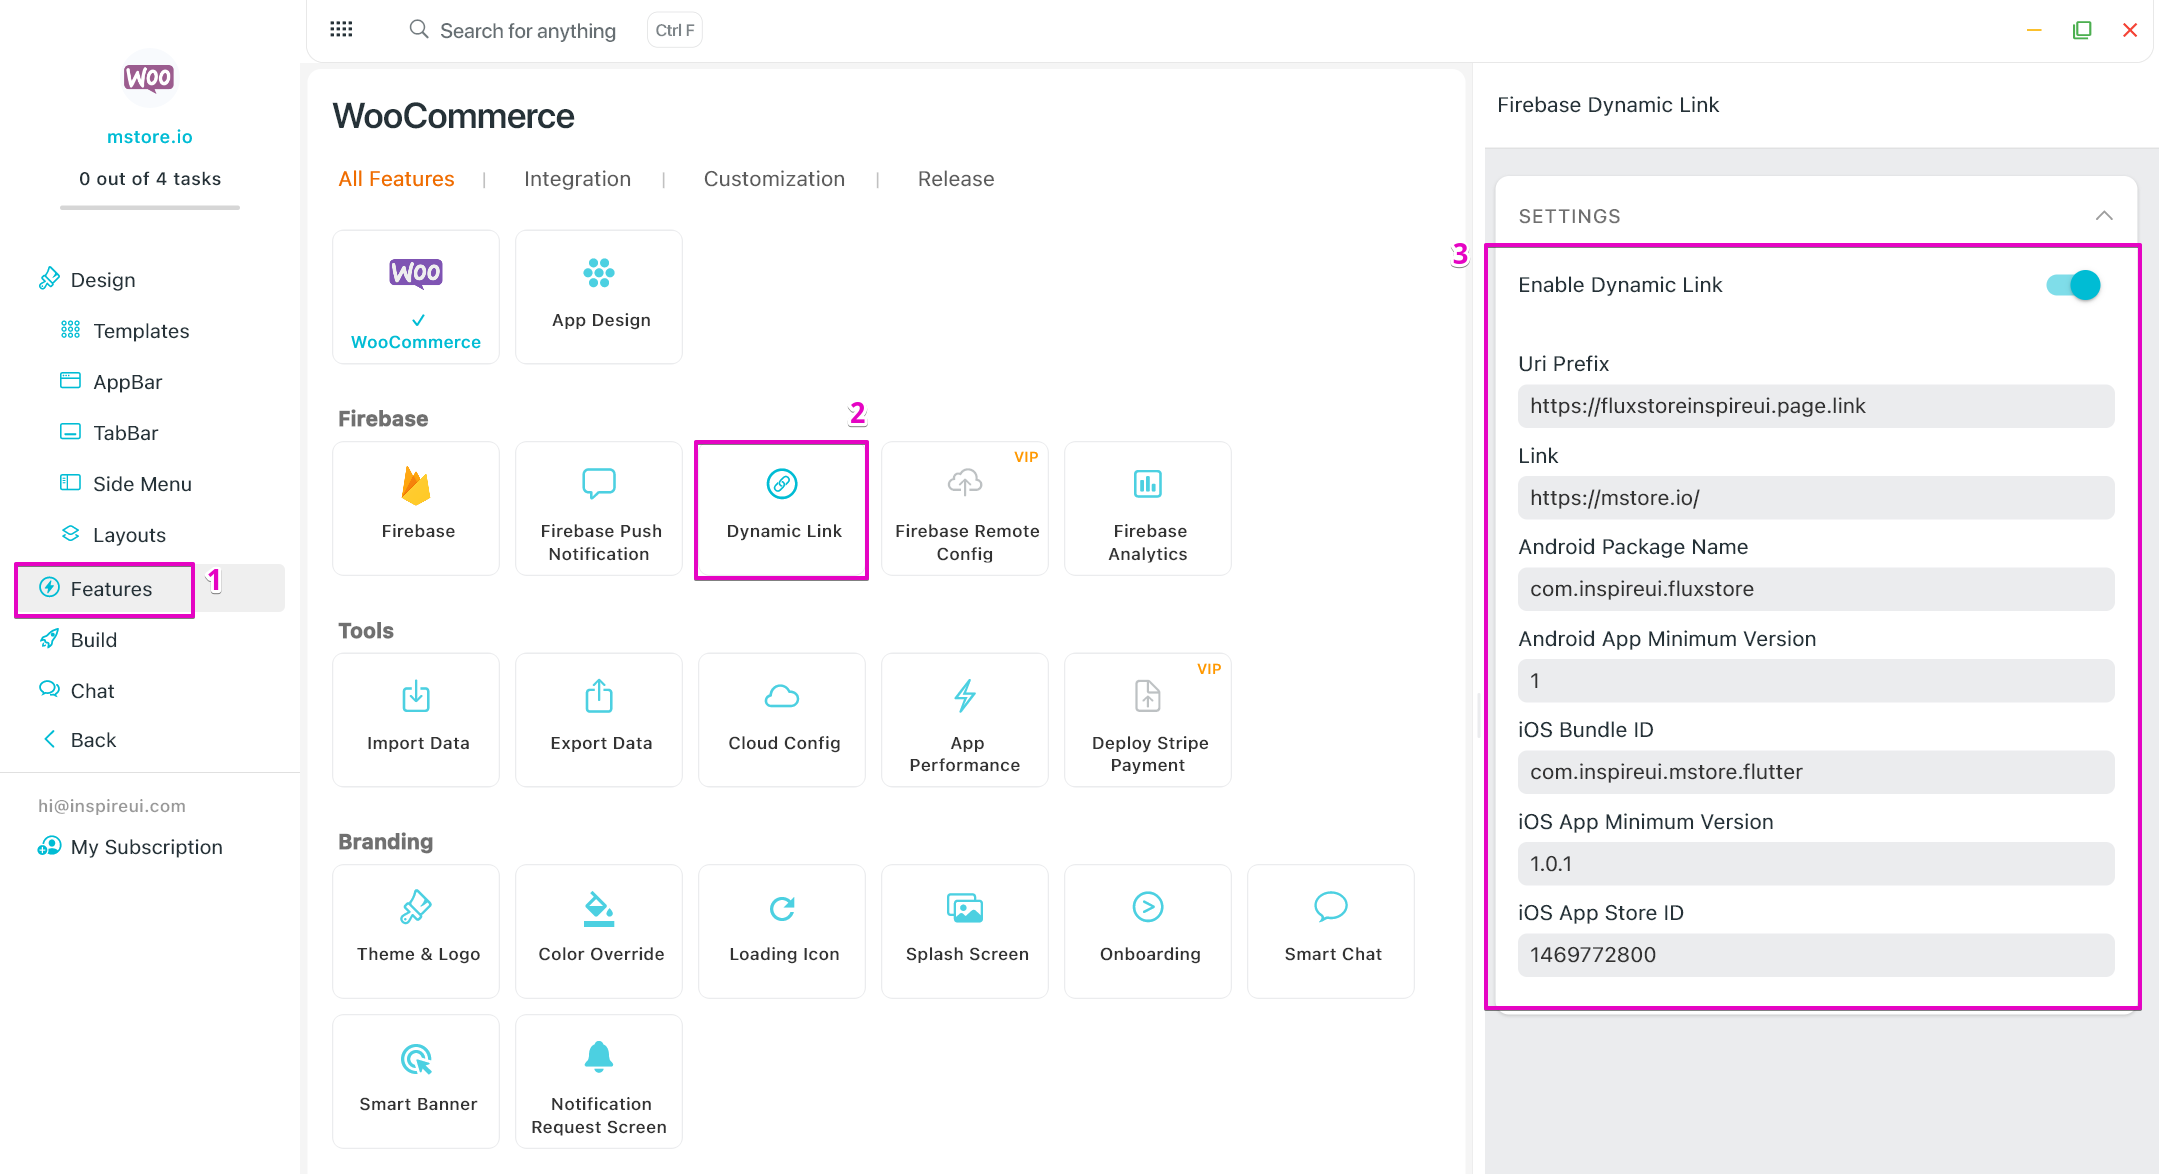 WOO
mstore.io
0 out of 4 tasks
Design
Templates
AppBar
TabBar
Side Menu
Layouts
Features
1
Build
Chat
Back
hi@inspireui.com
My Subscription
Search for anything
Ctrl F
WooCommerce
All Features | Integration | Customization | Release
WOO
WooCommerce
App Design
Firebase
2
Firebase
Firebase Push
Notification
Dynamic Link
VIP
Firebase Remote
Config
Firebase
Analytics
Tools
Import Data
Export Data
Cloud Config
App
Performance
VIP
Deploy Stripe
Payment
Branding
Theme & Logo
Color Override
Loading Icon
Splash Screen
Onboarding
Smart Chat
Smart Banner
Notification
Request Screen
Firebase Dynamic Link
SETTINGS
3
Enable Dynamic Link
Uri Prefix
https://fluxstoreinspireui.page.link
Link
https://mstore.io/
Android Package Name
com.inspireui.fluxstore
Android App Minimum Version
1
iOS Bundle ID
com.inspireui.mstore.flutter
iOS App Minimum Version
1.0.1
iOS App Store ID
1469772800